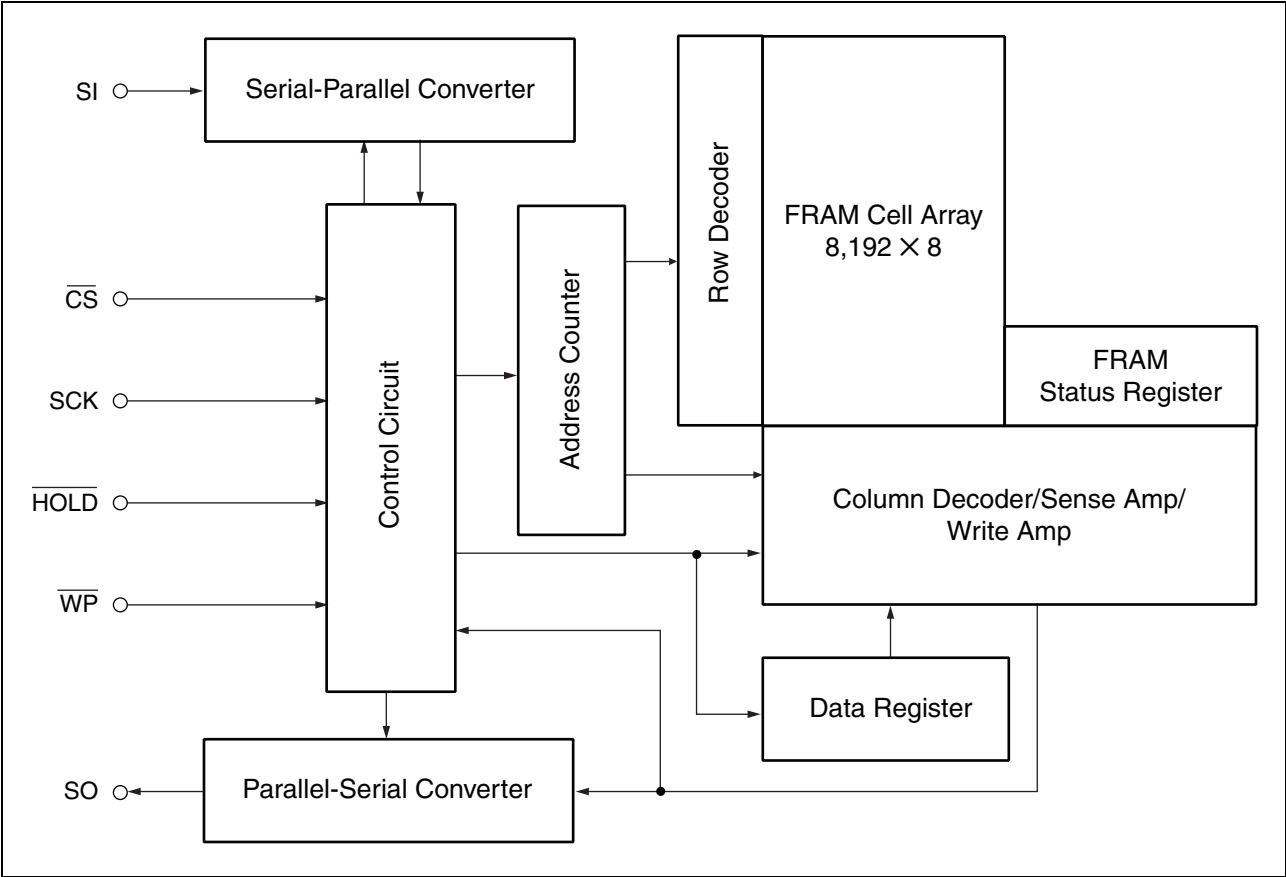 SI
Serial-Parallel Converter
Row Decoder
FRAM Cell Array
8,192 × 8
CS
SCK
HOLD
WP
Control Circuit
Address Counter
FRAM
Status Register
Column Decoder/Sense Amp/
Write Amp
Data Register
SO
Parallel-Serial Converter